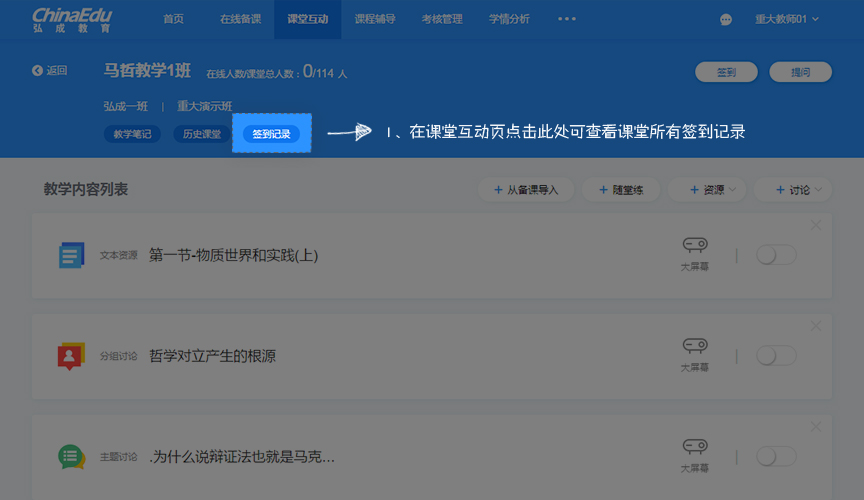 ChinaEdu
弘成教育
首页 在线备课 课堂互动 课程辅导 考核管理 学情分析 ••• 重大教师01
返回 马哲教学1班 在线人数/课堂总人数：0/114 人 签到 提问
弘成一班 | 重大演示班
教学笔记 历史课堂 签到记录 1、在课堂互动页点击此处可查看课堂所有签到记录
教学内容列表 + 从备课导入 + 随堂练 + 资源 + 讨论
文本资源 第一节-物质世界和实践(上) 大屏幕
分组讨论 哲学对立产生的根源 大屏幕
主题讨论 .为什么说辩证法也就是马克... 大屏幕